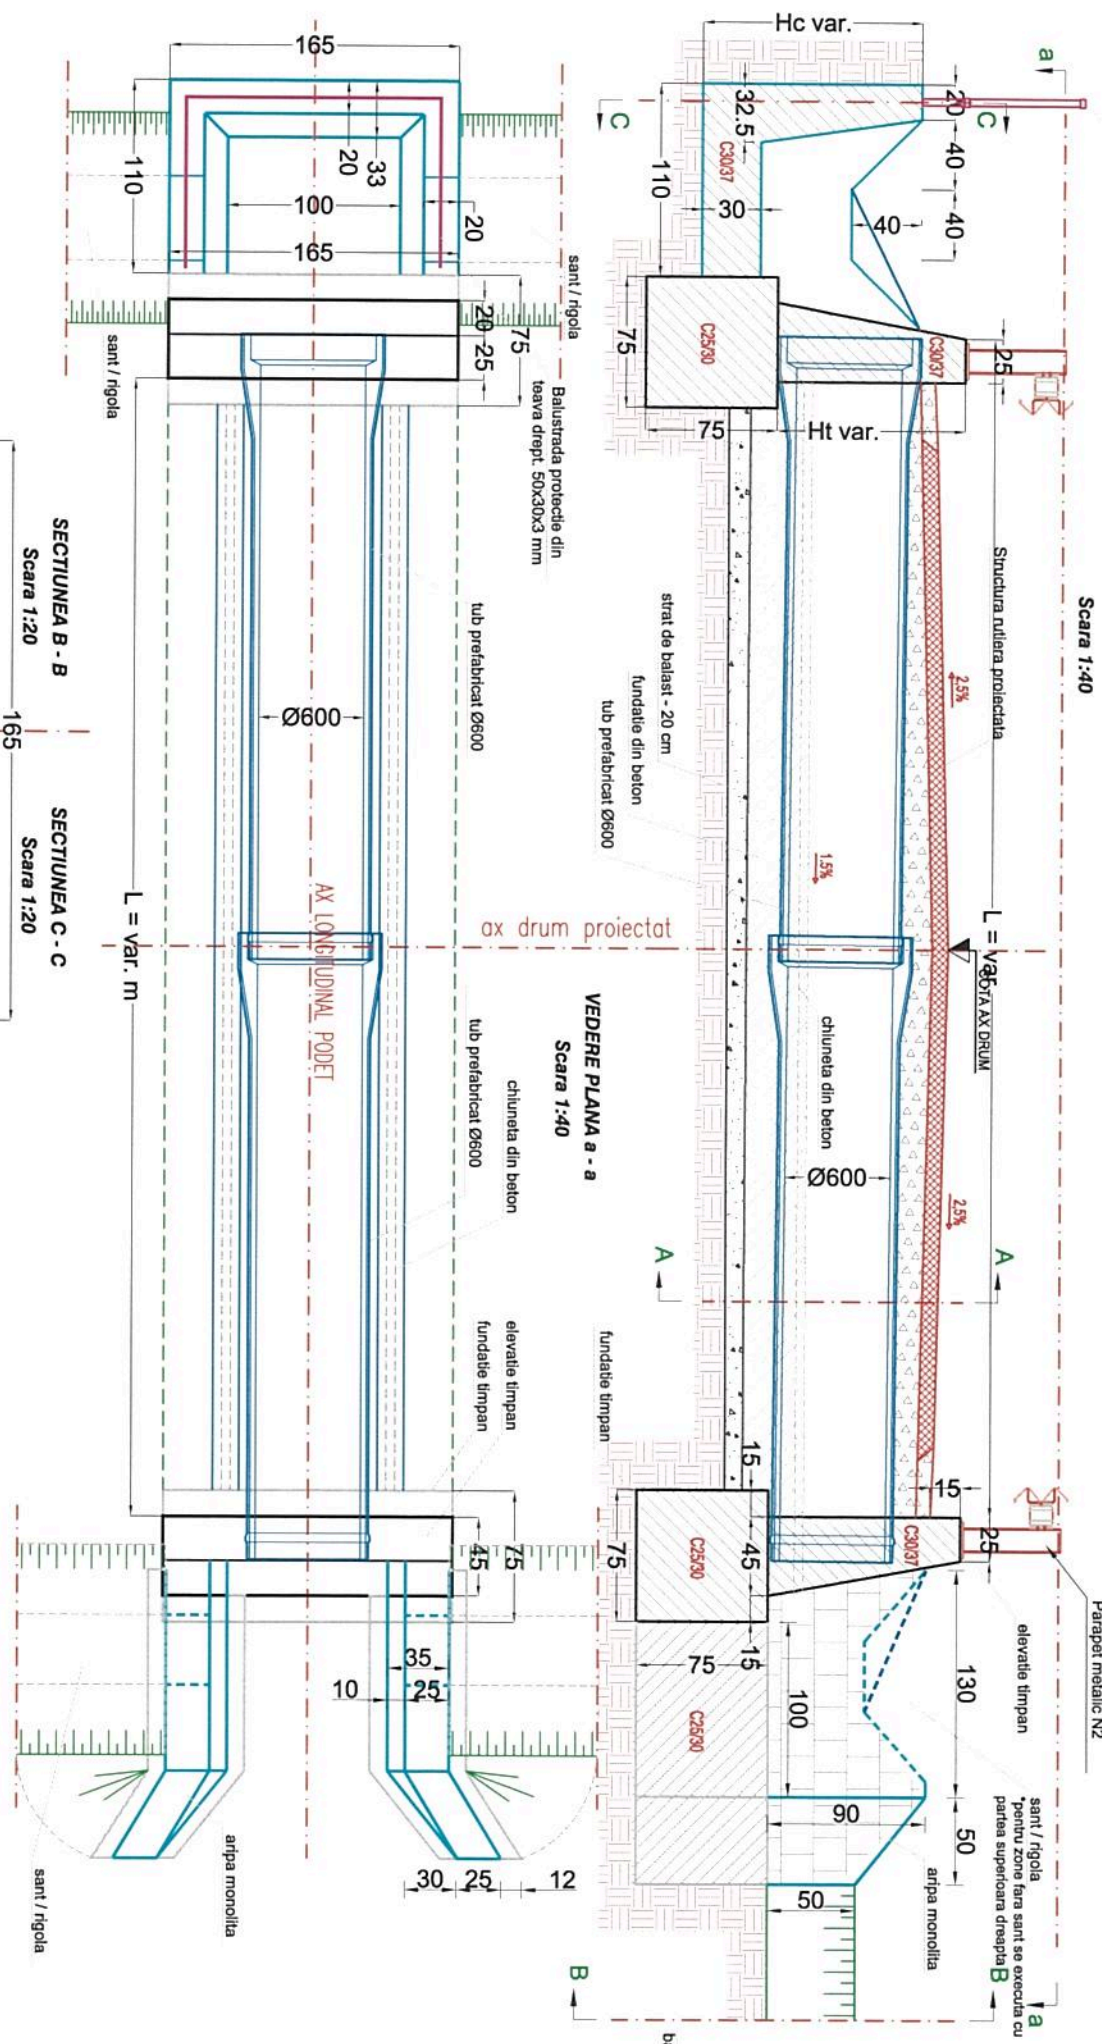 Scara 1:40
a
a
C
C
Hc var.
20
40
40
40
32.5
110
30
C30/37
C25/30
75
75
C30/37
25
Ht var.
Structura rutiera proiectata
2,5%
L = var.
COTA AX DRUM
2,5%
A
A
strat de balast - 20 cm
fundatie din beton
tub prefabricat Ø600
1.5%
chiuneta din beton
Ø600
fundatie timpan
15
15
C30/37
25
Parapet metalic N2
elevatie timpan
75
45
C25/30
15
75
C25/30
100
130
90
50
50
sant / rigola
*pentru zone fara sant se executa cu
partea superioara dreapta
aripa monolita
B
B
ax drum proiectat
VEDERE PLANA a - a
Scara 1:40
165
110
33
20
100
20
165
sant / rigola
20
25
75
sant / rigola
Balustrada protectie din
teava drept. 50x30x3 mm
tub prefabricat Ø600
Ø600
AX LONGITUDINAL PODET
tub prefabricat Ø600
chiuneta din beton
elevatie timpan
fundatie timpan
L = var. m
75
45
35
25
10
30
25
12
aripa monolita
sant / rigola
SECTIUNEA B - B
Scara 1:20
SECTIUNEA C - C
Scara 1:20
165